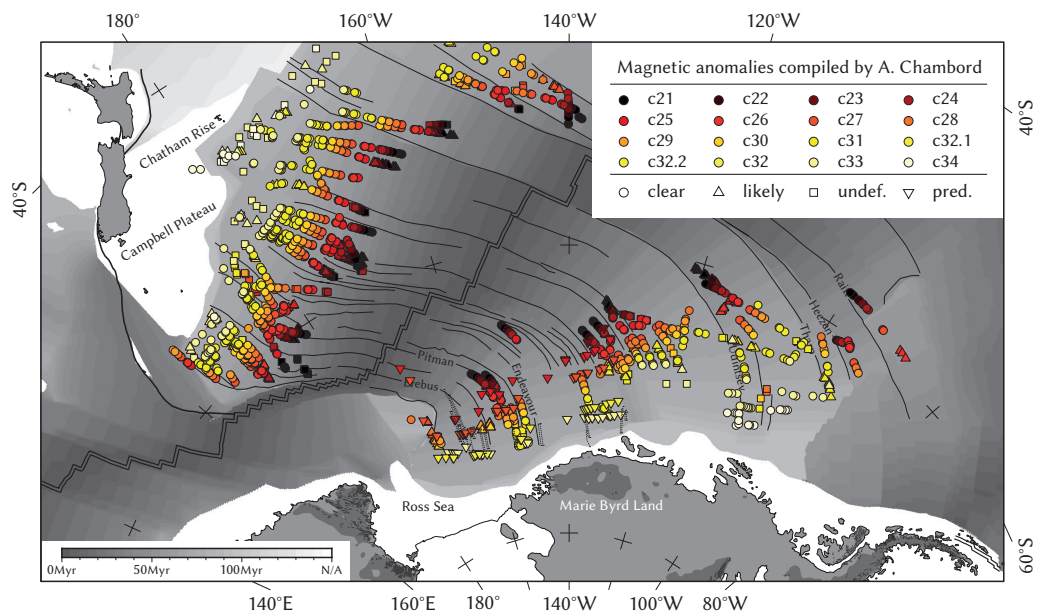 180°
160°W
140°W
120°W
Magnetic anomalies compiled by A. Chambord
c21 c22 c23 c24
c25 c26 c27 c28
c29 c30 c31 c32.1
c32.2 c32 c33 c34
clear likely undef. pred.
40°S
40°S
Chatham Rise
Campbell Plateau
Pitman
Erebus
Endeavour
Heezan
Ross Sea
Marie Byrd Land
0Myr 50Myr 100Myr N/A
60°S
140°E
160°E
180°
140°W
100°W
80°W